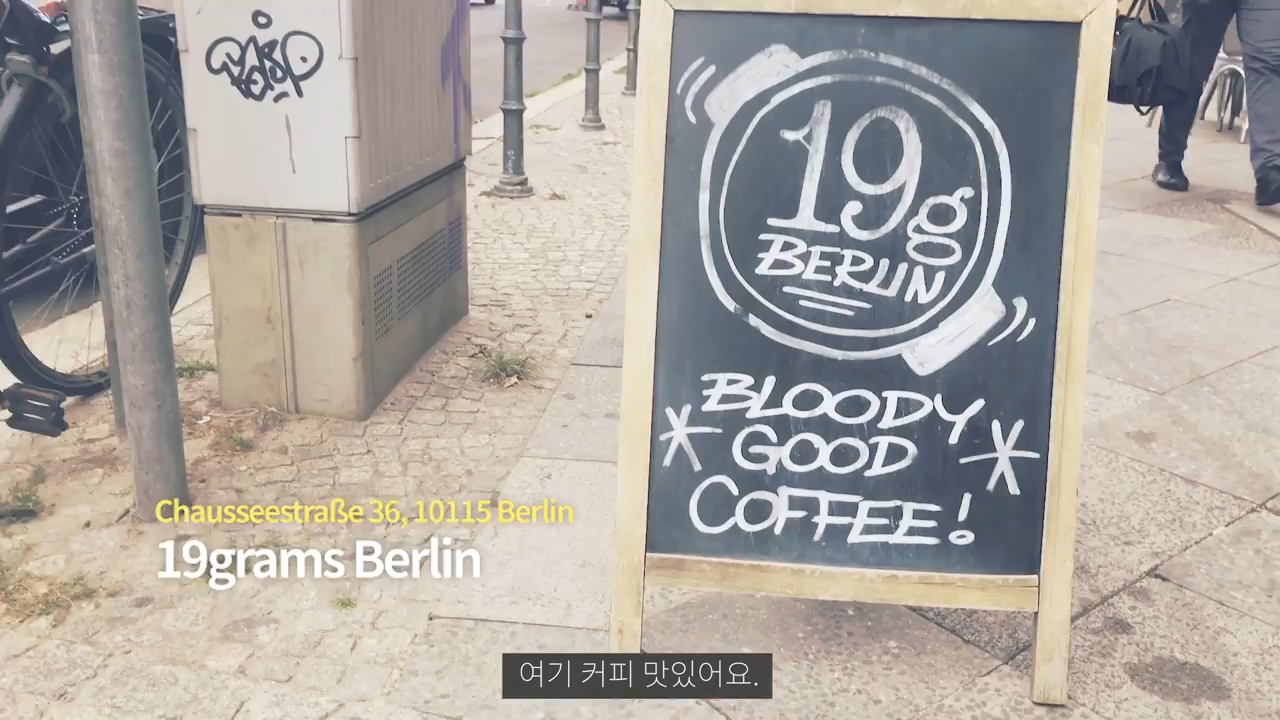 19g
BERLIN
BLOODY
GOOD
COFFEE!
Chausseestraße 36, 10115 Berlin
19grams Berlin
여기 커피 맛있어요.